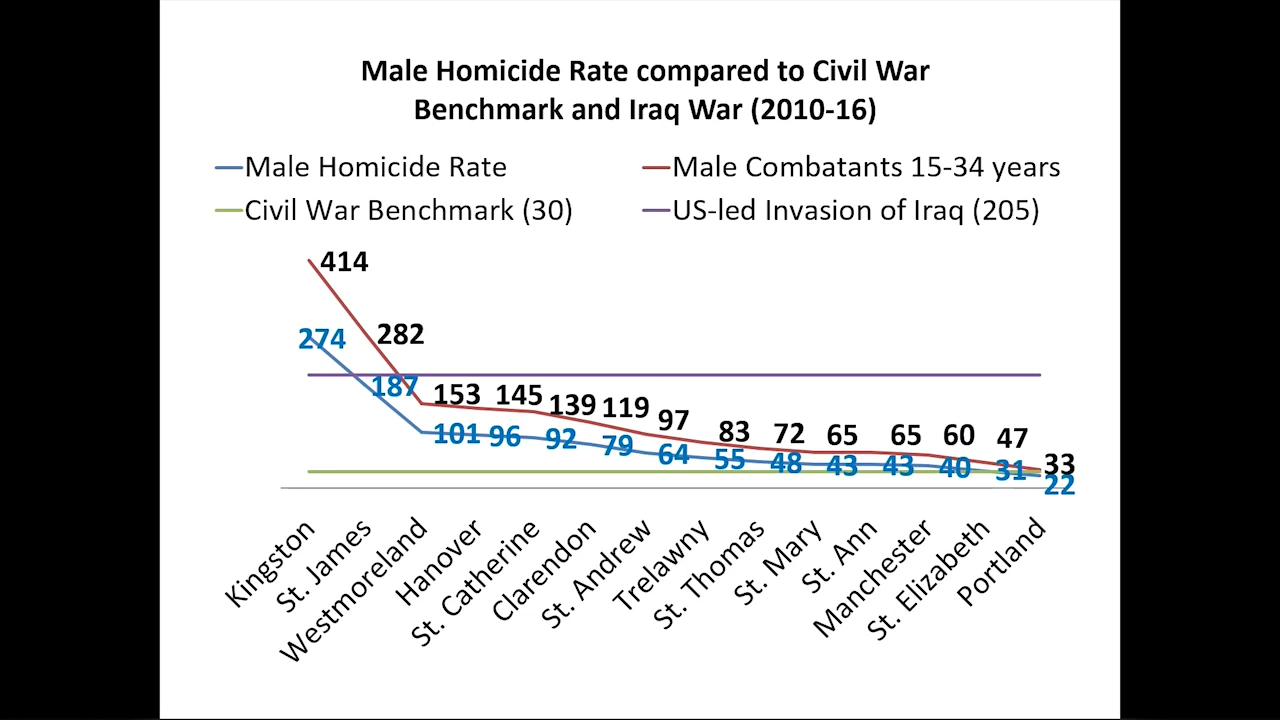 Male Homicide Rate compared to Civil War
Benchmark and Iraq War (2010-16)
Male Homicide Rate
Male Combatants 15-34 years
Civil War Benchmark (30)
US-led Invasion of Iraq (205)
414
282
153 145 139 119 97 83 72 65 65 60 47 33
274
187
101 96 92 79 64 55 48 43 43 40 31 22
Kingston
St. James
Westmoreland
Hanover
St. Catherine
Clarendon
St. Andrew
Trelawny
St. Thomas
St. Mary
St. Ann
Manchester
St. Elizabeth
Portland